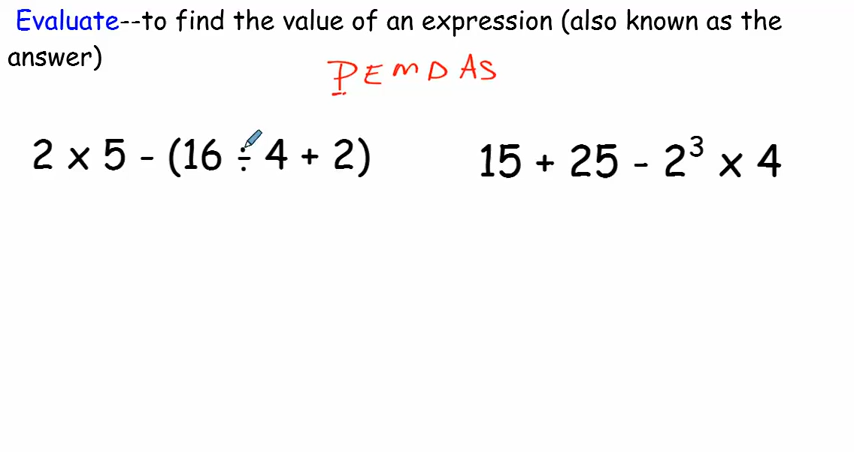 Evaluate--to find the value of an expression (also known as the
answer)
PEMDAS
2 x 5 - (16 ÷ 4 + 2)
15 + 25 - 2³ x 4